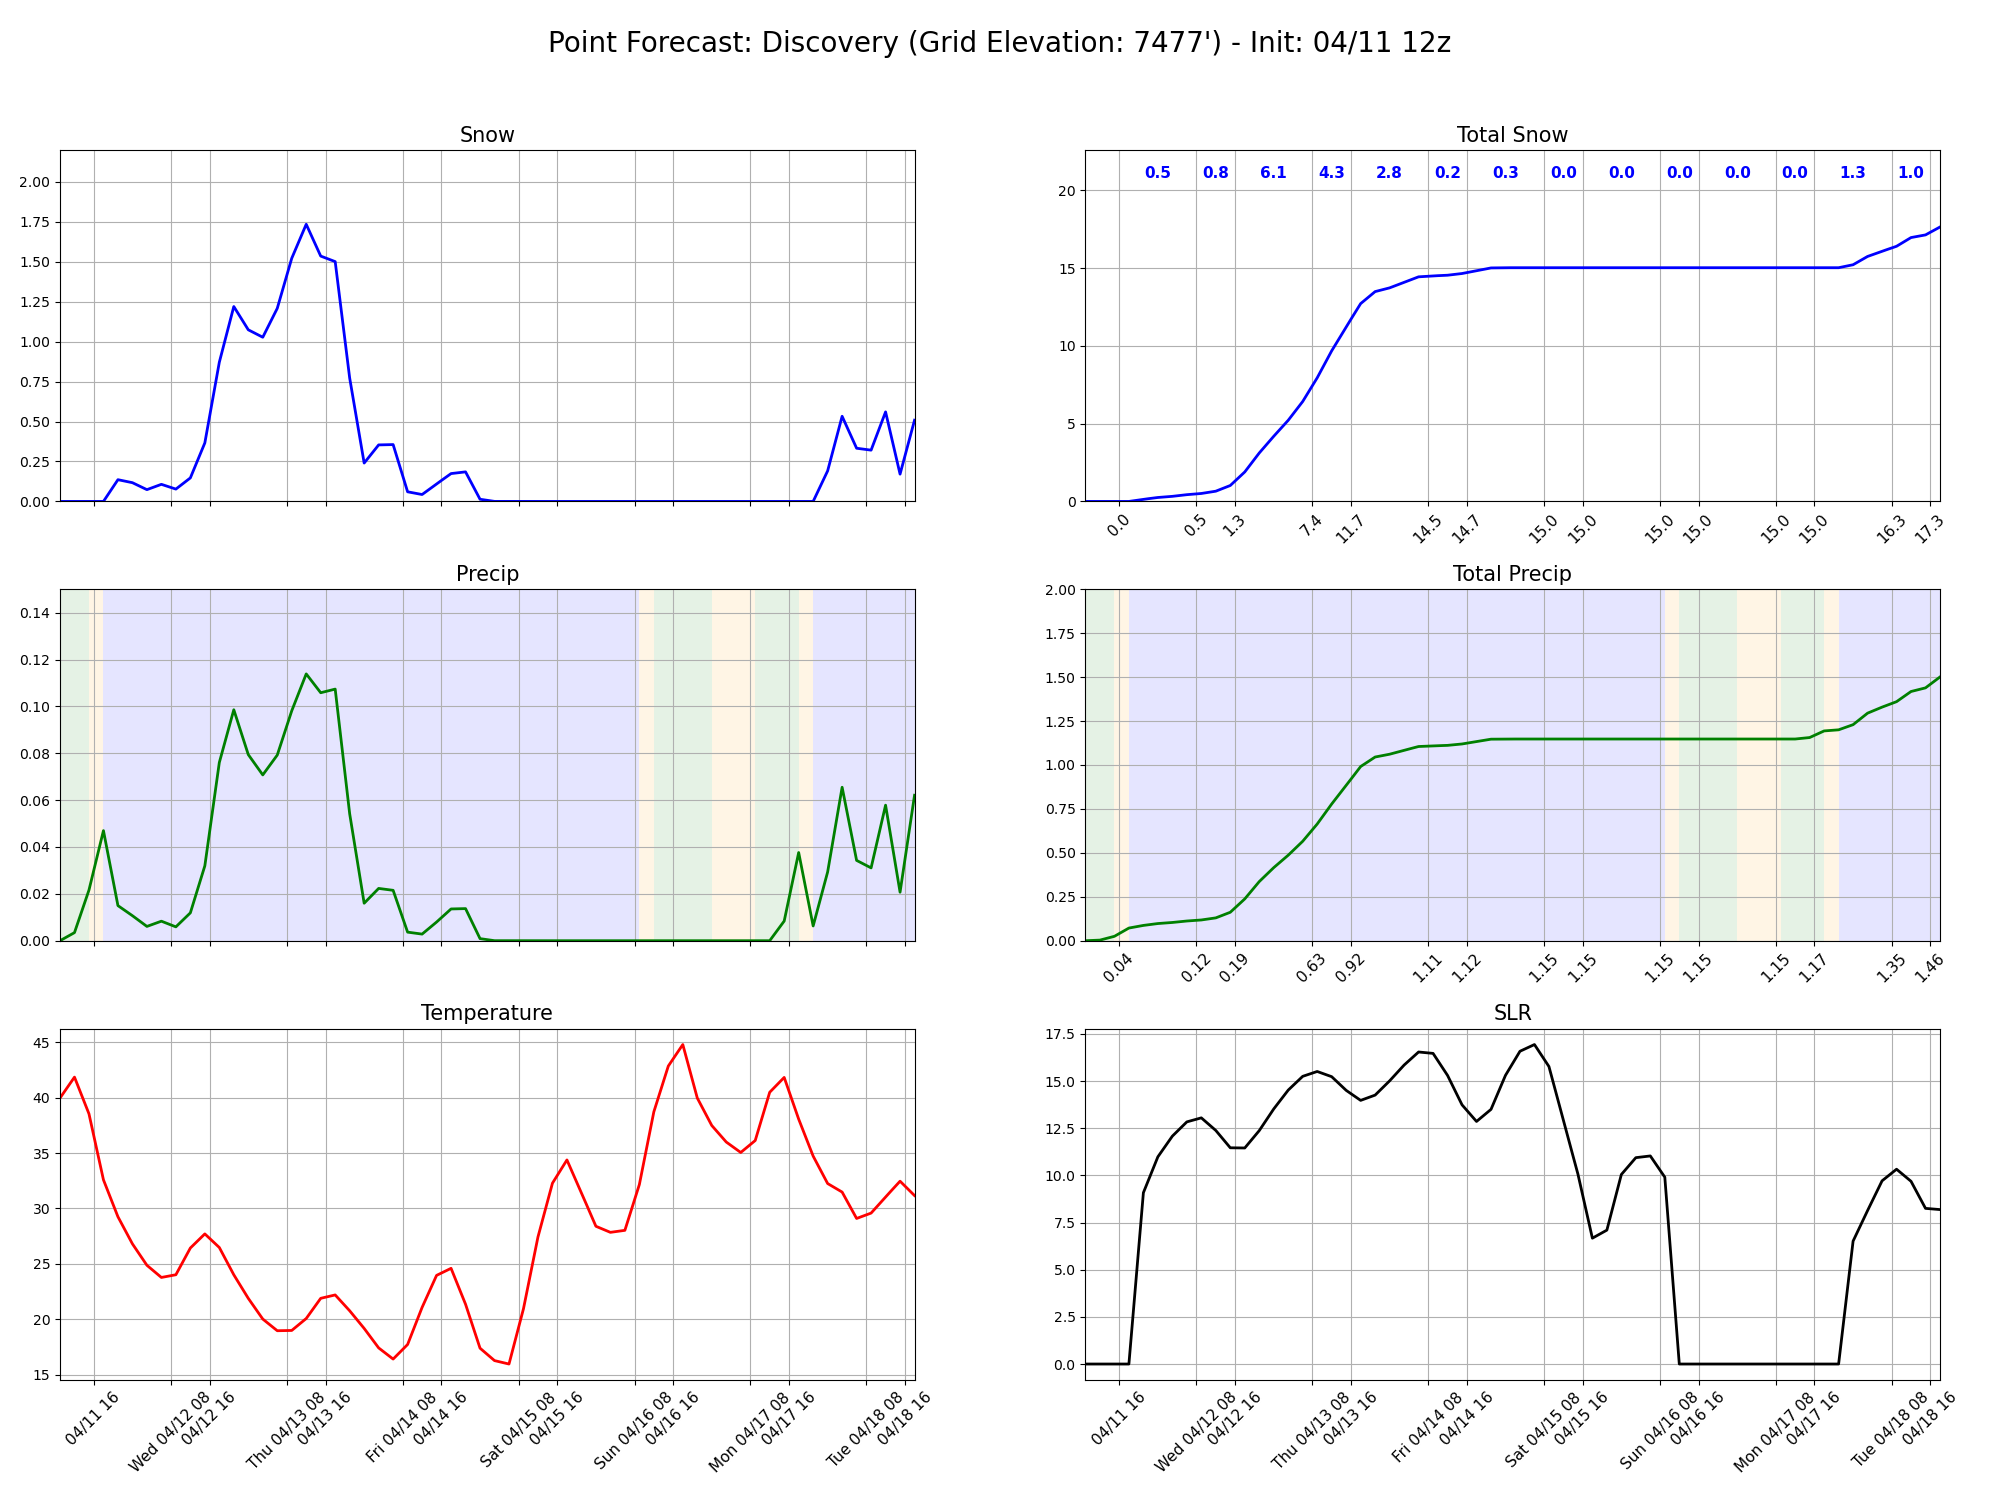 Point Forecast: Discovery (Grid Elevation: 7477') - Init: 04/11 12z
Snow
2.00
1.75
1.50
1.25
1.00
0.75
0.50
0.25
0.00
Total Snow
0.5 0.8 6.1 4.3 2.8 0.2 0.3 0.0 0.0 0.0 0.0 0.0 1.3 1.0
20
15
10
5
0
0.0 0.5 1.3 7.4 11.7 14.5 14.7 15.0 15.0 15.0 15.0 15.0 15.0 16.3 17.3
Precip
0.14
0.12
0.10
0.08
0.06
0.04
0.02
0.00
Total Precip
2.00
1.75
1.50
1.25
1.00
0.75
0.50
0.25
0.00
0.04 0.12 0.19 0.63 0.92 1.11 1.12 1.15 1.15 1.15 1.15 1.15 1.17 1.35 1.46
Temperature
45
40
35
30
25
20
15
04/11 16
Wed 04/12 08
04/12 16
Thu 04/13 08
04/13 16
Fri 04/14 08
04/14 16
Sat 04/15 08
04/15 16
Sun 04/16 08
04/16 16
Mon 04/17 08
04/17 16
Tue 04/18 08
04/18 16
SLR
17.5
15.0
12.5
10.0
7.5
5.0
2.5
0.0
04/11 16
Wed 04/12 08
04/12 16
Thu 04/13 08
04/13 16
Fri 04/14 08
04/14 16
Sat 04/15 08
04/15 16
Sun 04/16 08
04/16 16
Mon 04/17 08
04/17 16
Tue 04/18 08
04/18 16